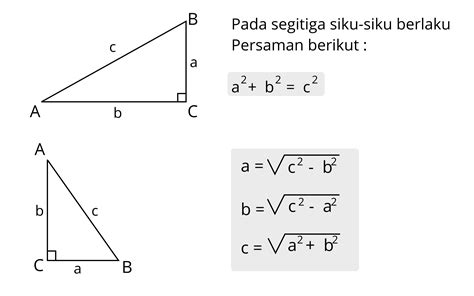 B
c
a
A
b
C
Pada segitiga siku-siku berlaku
Persaman berikut :
a² + b² = c²
A
b
c
C
a
B
a = √c² - b²
b = √c² - a²
c = √a² + b²